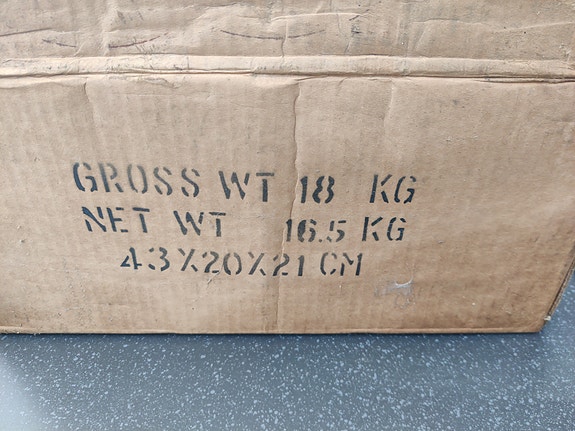 GROSS WT 18 KG
NET WT 16.5 KG
43X20X21 CM